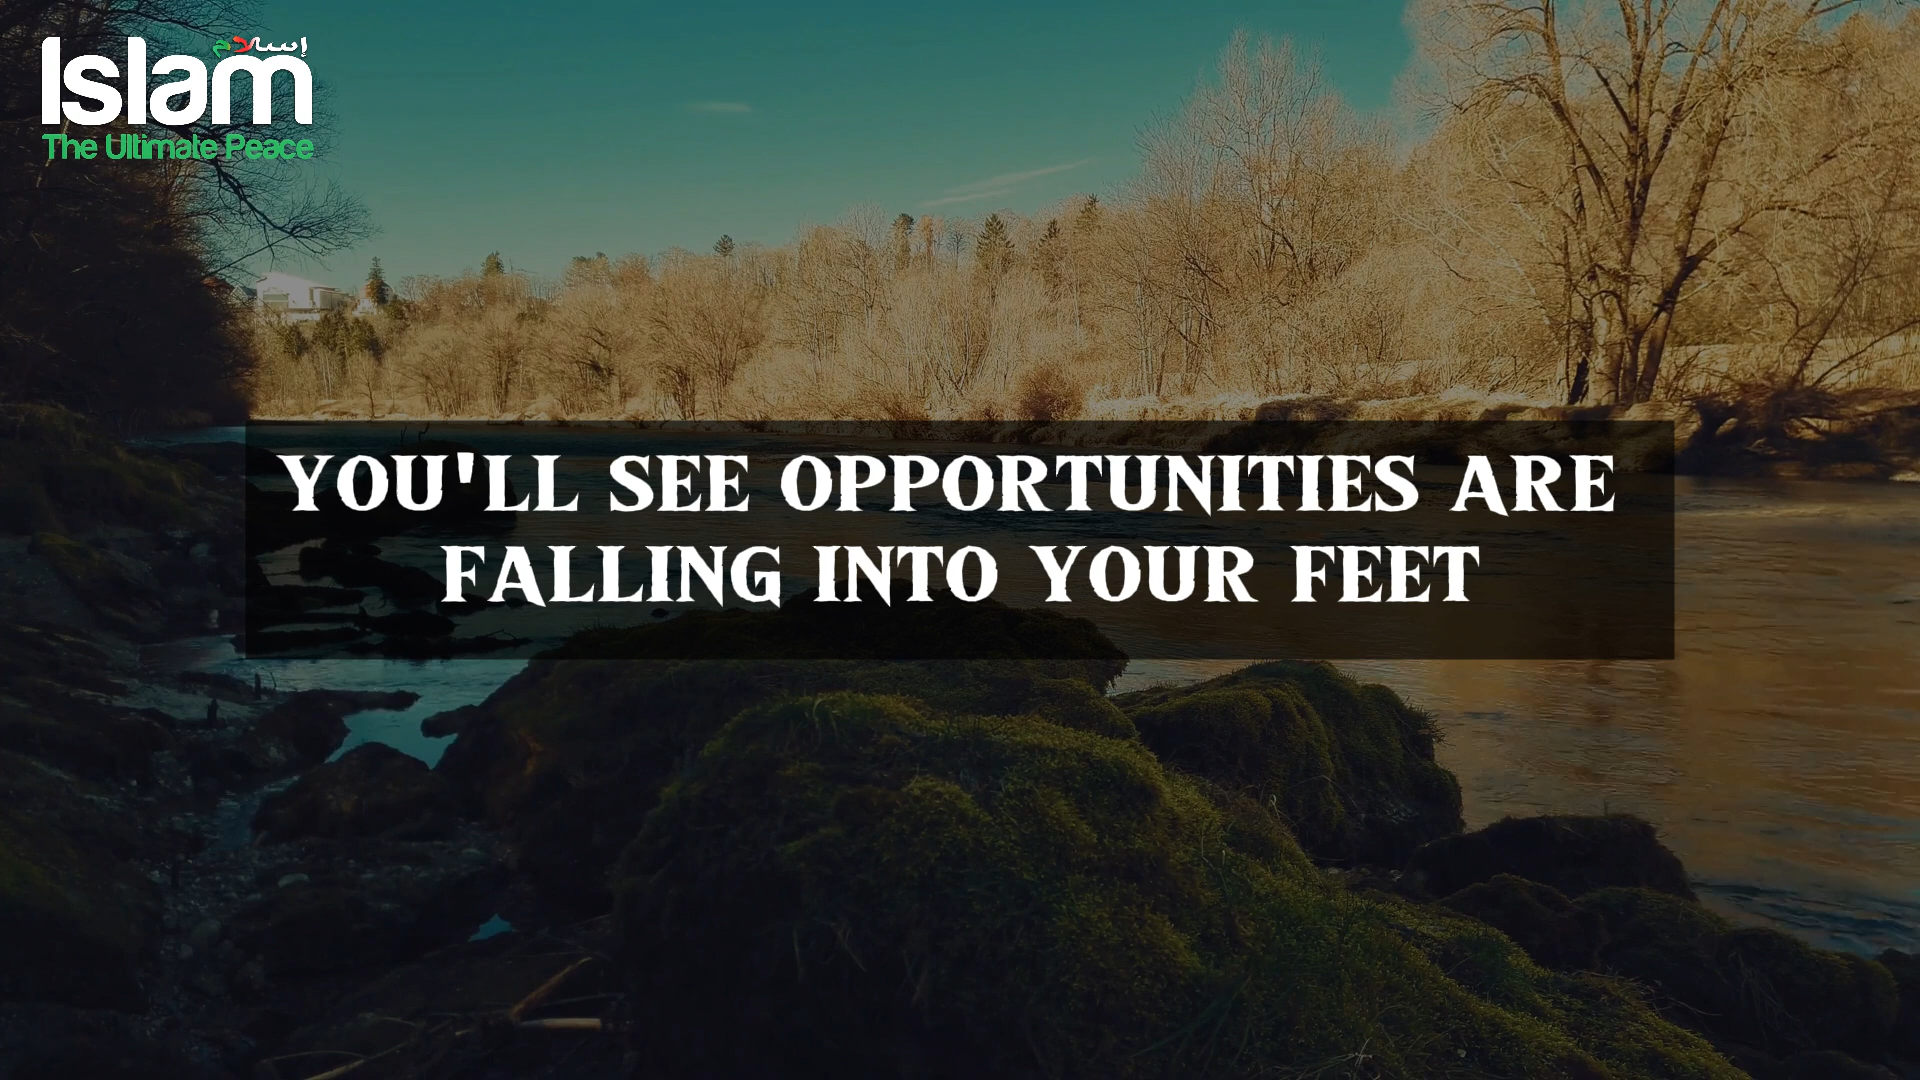 إسلام
Islam
The Ultimate Peace
YOU'LL SEE OPPORTUNITIES ARE
FALLING INTO YOUR FEET